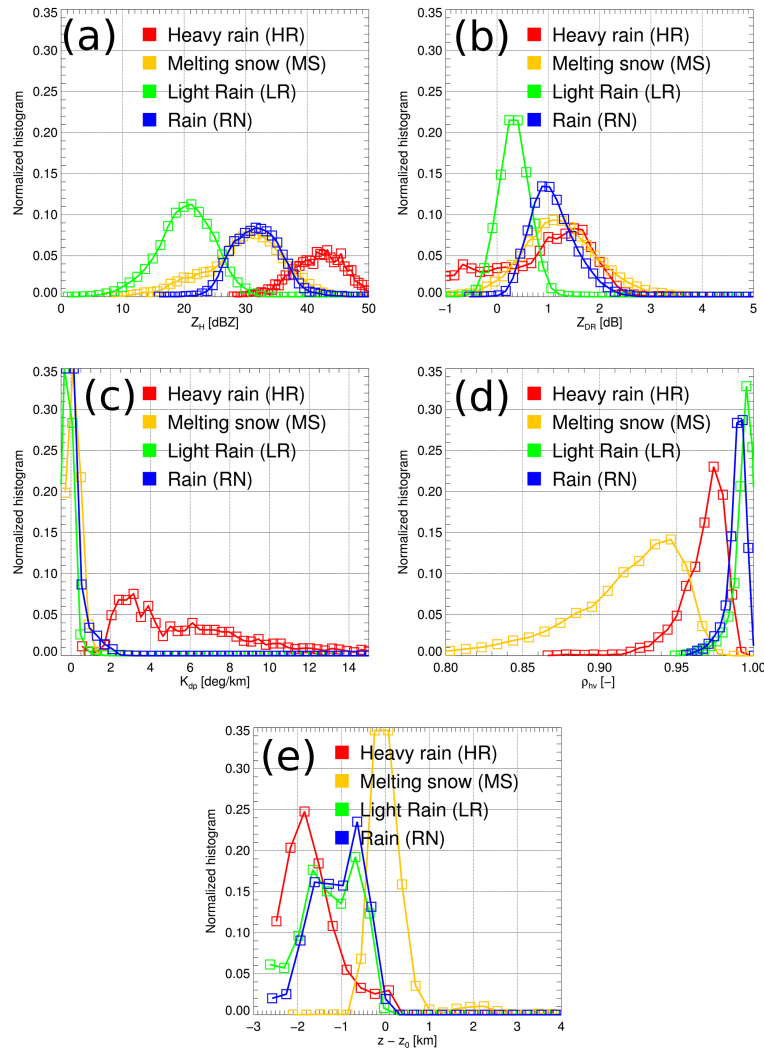 (a)
Heavy rain (HR)
Melting snow (MS)
Light Rain (LR)
Rain (RN)
Normalized histogram
0.35
0.30
0.25
0.20
0.15
0.10
0.05
0.00
0 10 20 30 40 50
Z_H [dBZ]
(b)
Heavy rain (HR)
Melting snow (MS)
Light Rain (LR)
Rain (RN)
Normalized histogram
0.35
0.30
0.25
0.20
0.15
0.10
0.05
0.00
−1 0 1 2 3 4 5
Z_DR [dB]
(c)
Heavy rain (HR)
Melting snow (MS)
Light Rain (LR)
Rain (RN)
Normalized histogram
0.35
0.30
0.25
0.20
0.15
0.10
0.05
0.00
0 2 4 6 8 10 12 14
K_dp [deg/km]
(d)
Heavy rain (HR)
Melting snow (MS)
Light Rain (LR)
Rain (RN)
Normalized histogram
0.35
0.30
0.25
0.20
0.15
0.10
0.05
0.00
0.80 0.85 0.90 0.95 1.00
ρ_hv [−]
(e)
Heavy rain (HR)
Melting snow (MS)
Light Rain (LR)
Rain (RN)
Normalized histogram
0.35
0.30
0.25
0.20
0.15
0.10
0.05
0.00
−3 −2 −1 0 1 2 3 4
z − z_0 [km]